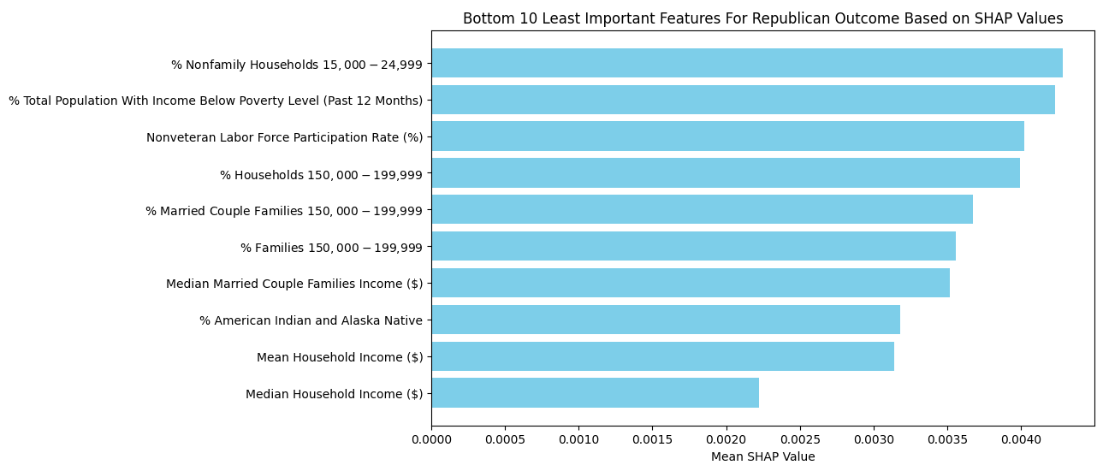 Bottom 10 Least Important Features For Republican Outcome Based on SHAP Values
% Nonfamily Households 15,000-24,999
% Total Population With Income Below Poverty Level (Past 12 Months)
Nonveteran Labor Force Participation Rate (%)
% Households 150,000-199,999
% Married Couple Families 150,000-199,999
% Families 150,000-199,999
Median Married Couple Families Income ($)
% American Indian and Alaska Native
Mean Household Income ($)
Median Household Income ($)
0.0000 0.0005 0.0010 0.0015 0.0020 0.0025 0.0030 0.0035 0.0040
Mean SHAP Value